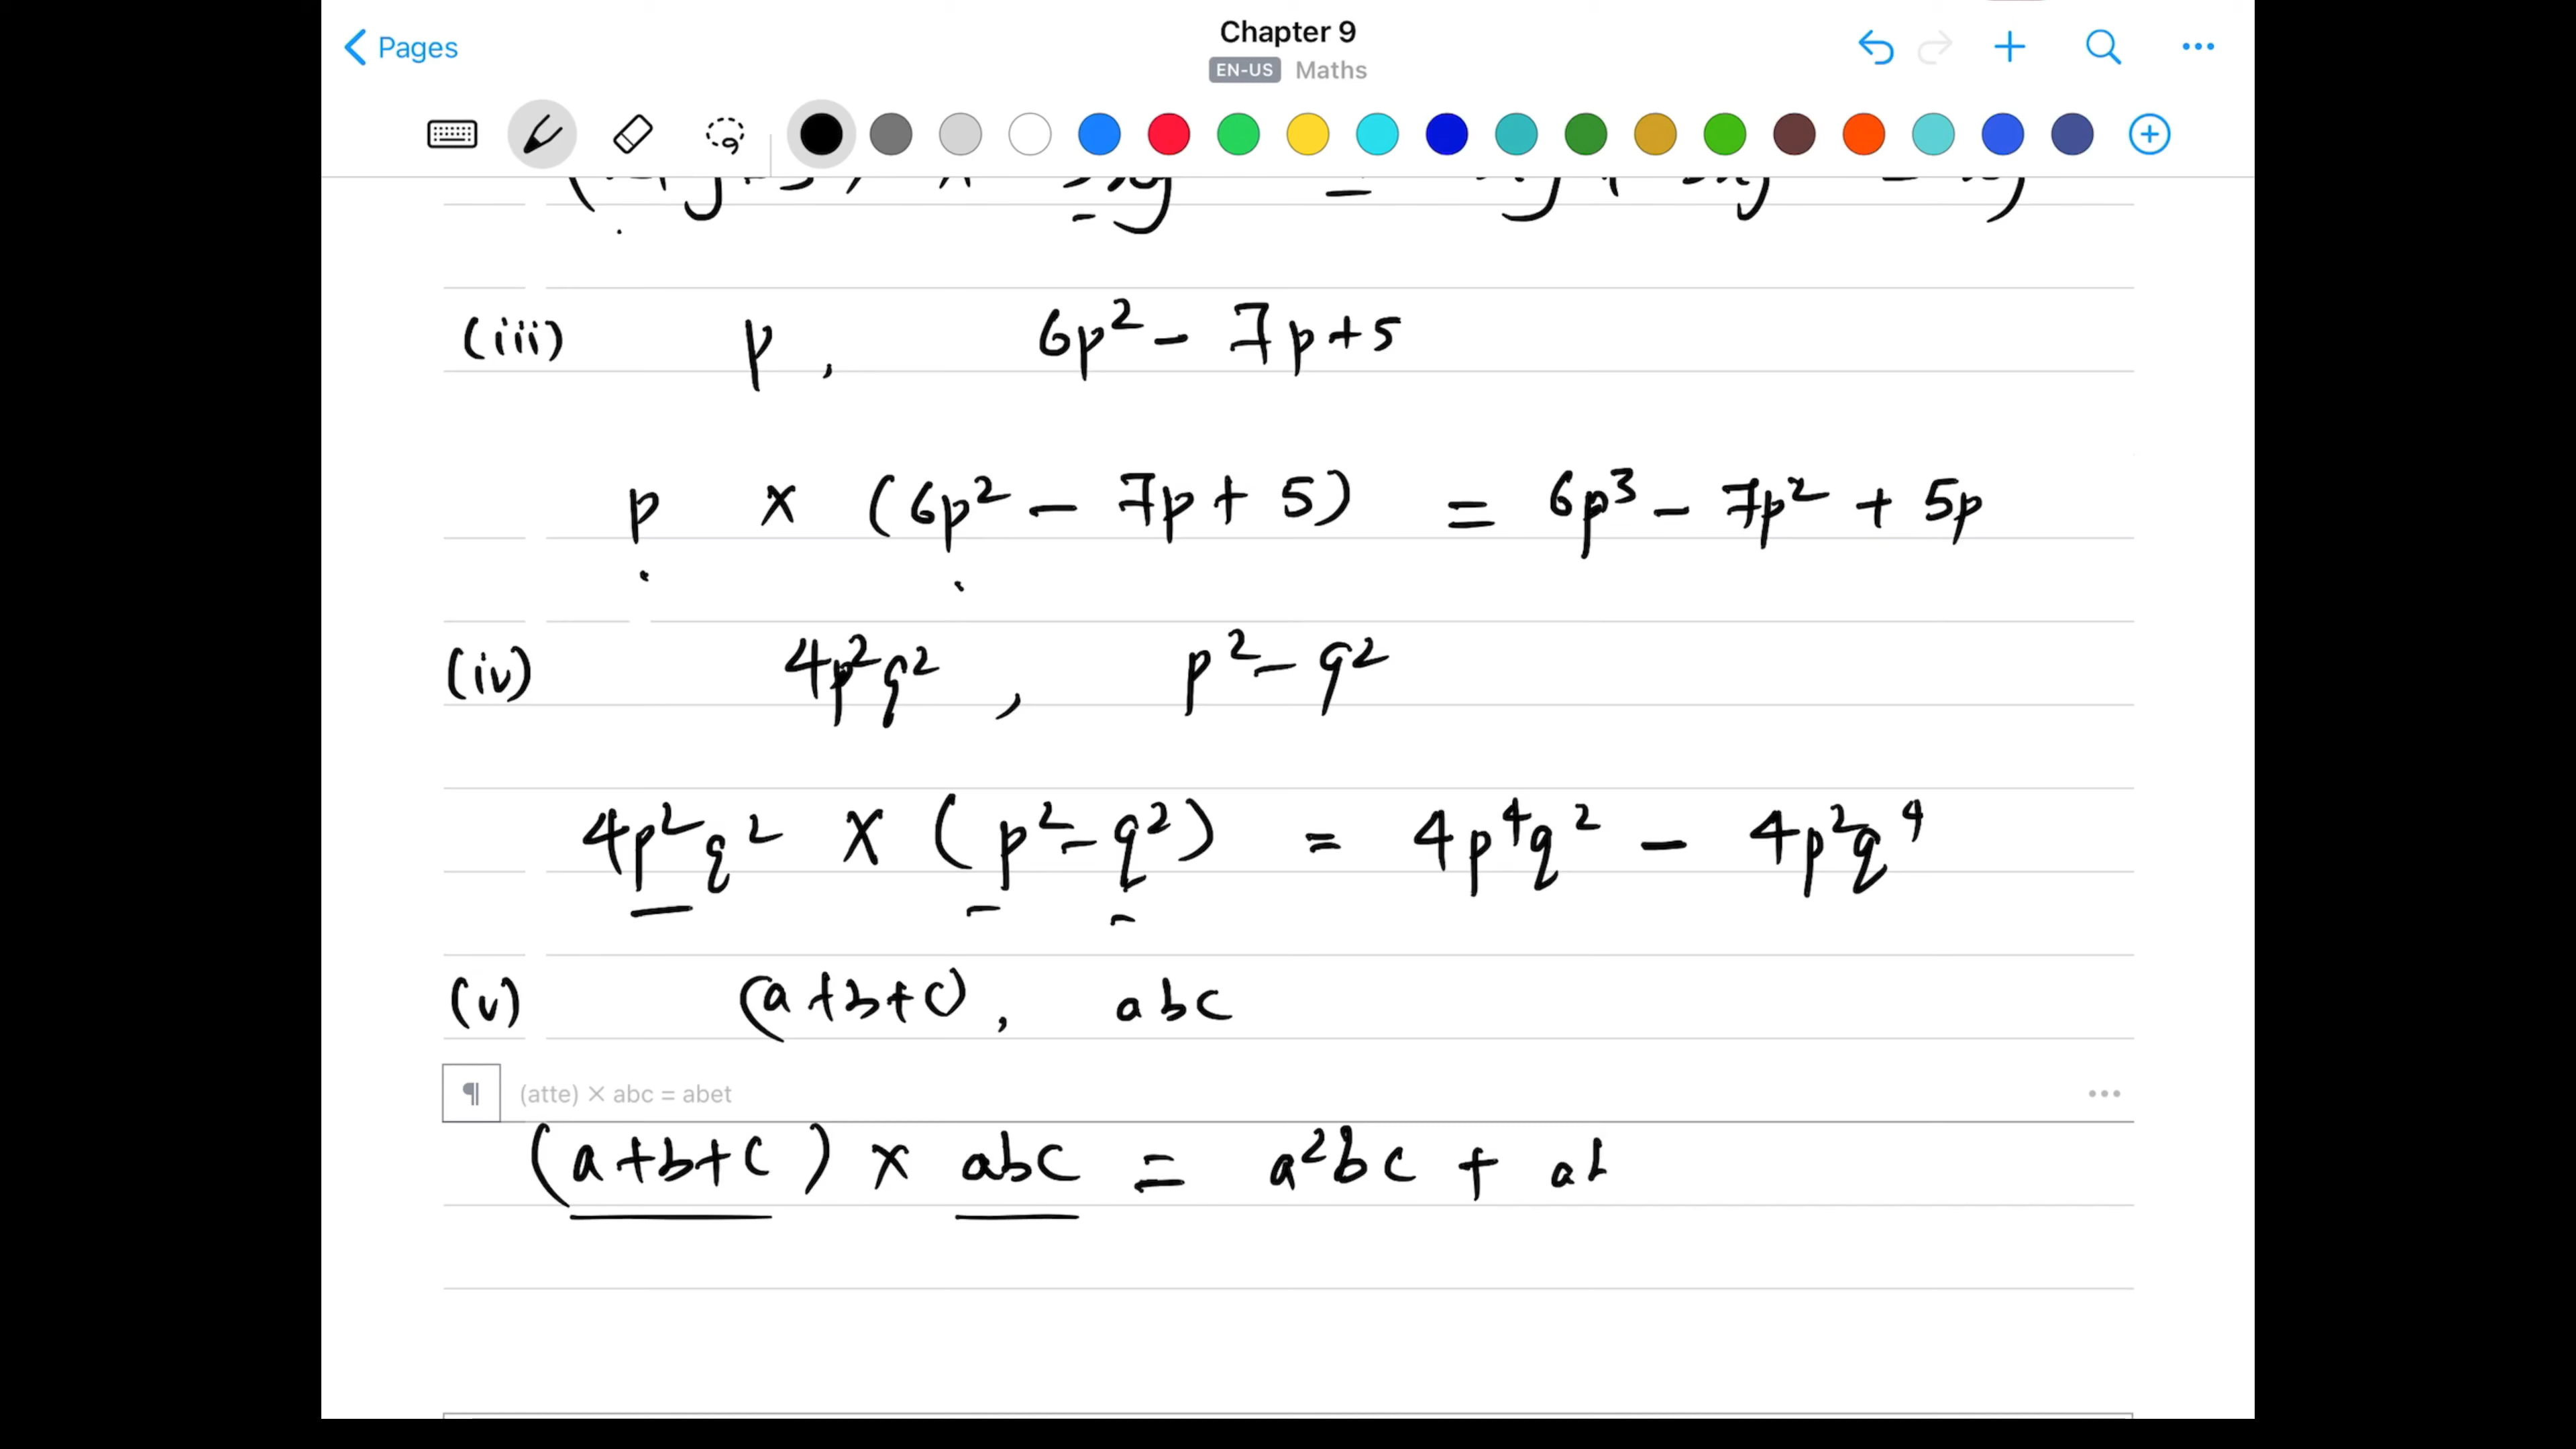 Pages
Chapter 9
EN-US Maths
(iii) p, 6p² - 7p+5
p × (6p² - 7p + 5) = 6p³ - 7p² + 5p
(iv) 4p²q², p² - q²
4p²q² × (p² - q²) = 4p⁴q² - 4p²q⁴
(v) (a+b+c), abc
(atte) × abc = abet
(a+b+c) × abc = a²bc +